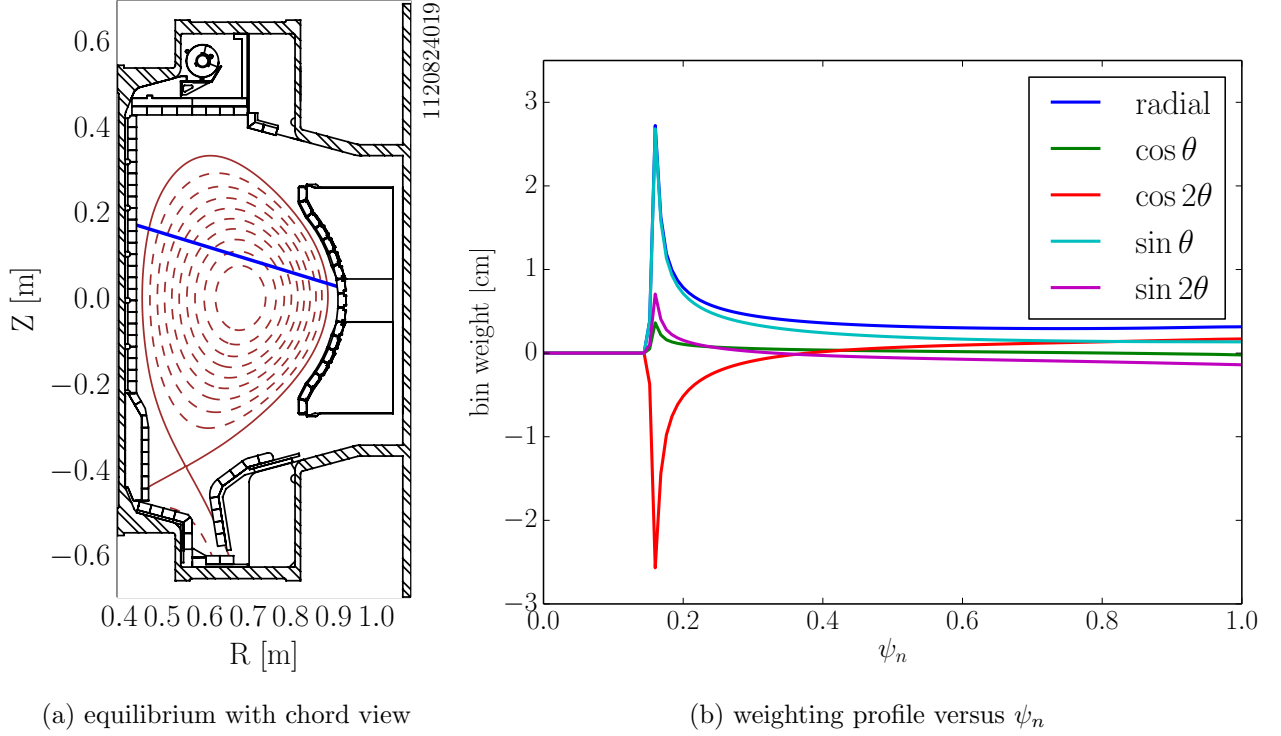 1120824019
Z [m]
0.6
0.4
0.2
0.0
−0.2
−0.4
−0.6
0.4 0.5 0.6 0.7 0.8 0.9 1.0
R [m]
(a) equilibrium with chord view
bin weight [cm]
3
2
1
0
−1
−2
−3
radial
cos θ
cos 2θ
sin θ
sin 2θ
0.0 0.2 0.4 0.6 0.8 1.0
ψn
(b) weighting profile versus ψn